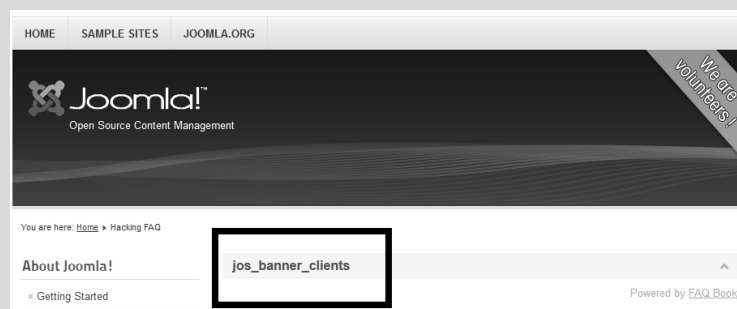 HOME SAMPLE SITES JOOMLA.ORG
We are
volunteers!
Joomla!™
Open Source Content Management
You are here: Home Hacking FAQ
About Joomla!
jos_banner_clients
Getting Started
Powered by FAQ Book